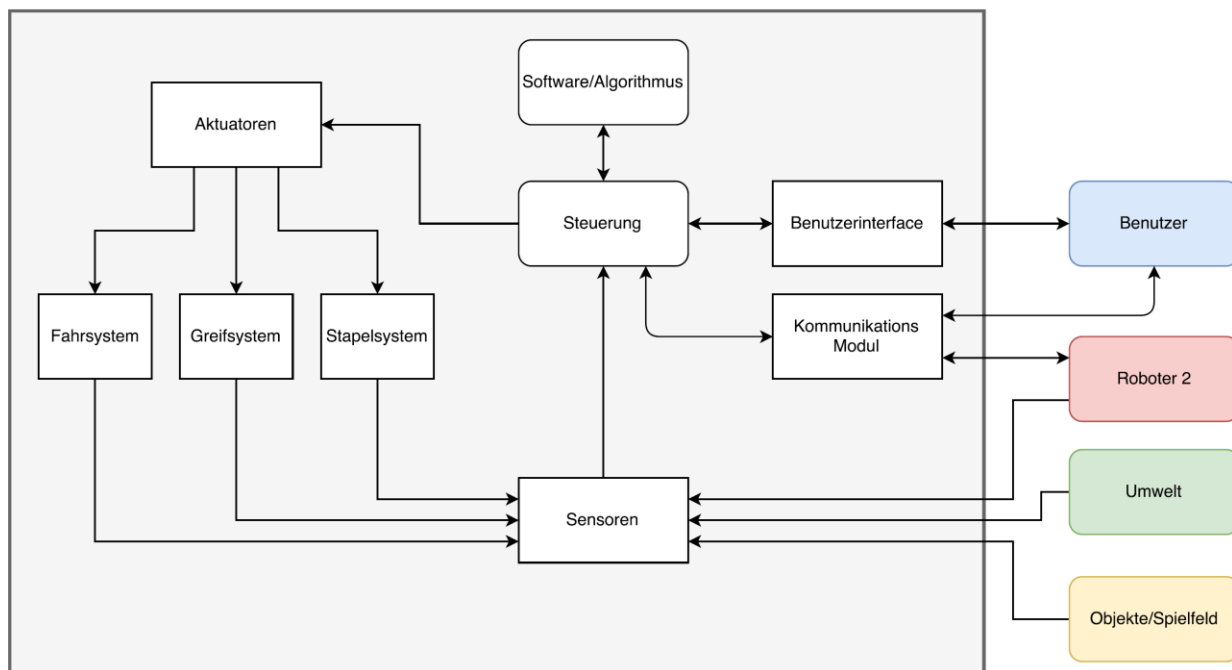 Software/Algorithmus
Aktuatoren
Steuerung
Benutzerinterface
Benutzer
Fahrsystem
Greifsystem
Stapelsystem
Kommunikations
Modul
Roboter 2
Umwelt
Sensoren
Objekte/Spielfeld